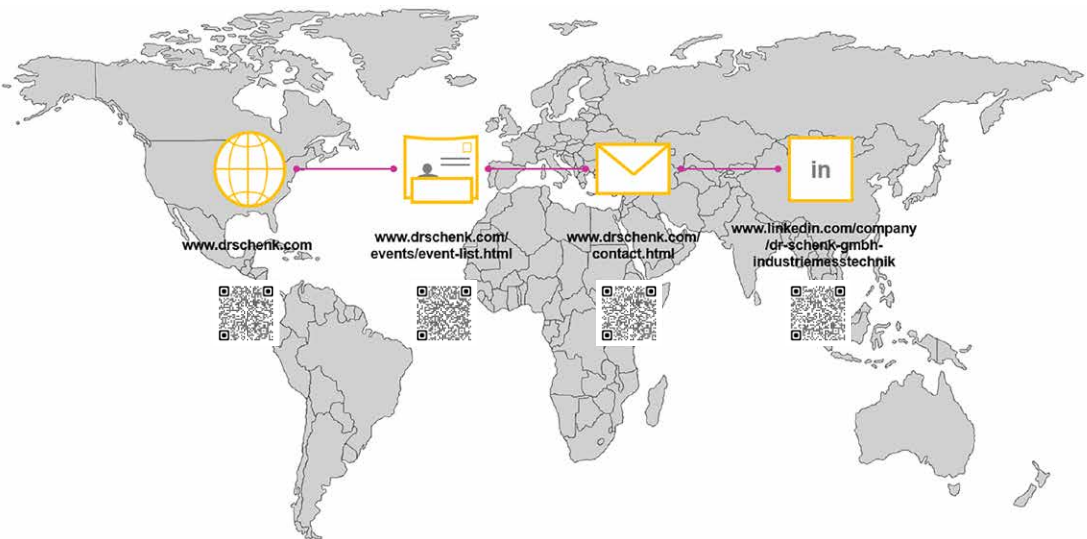 in
www.drschenk.com
www.drschenk.com/
events/event-list.html
www.drschenk.com/
contact.html
www.linkedin.com/company
/dr-schenk-gmbh-
industriemesstechnik